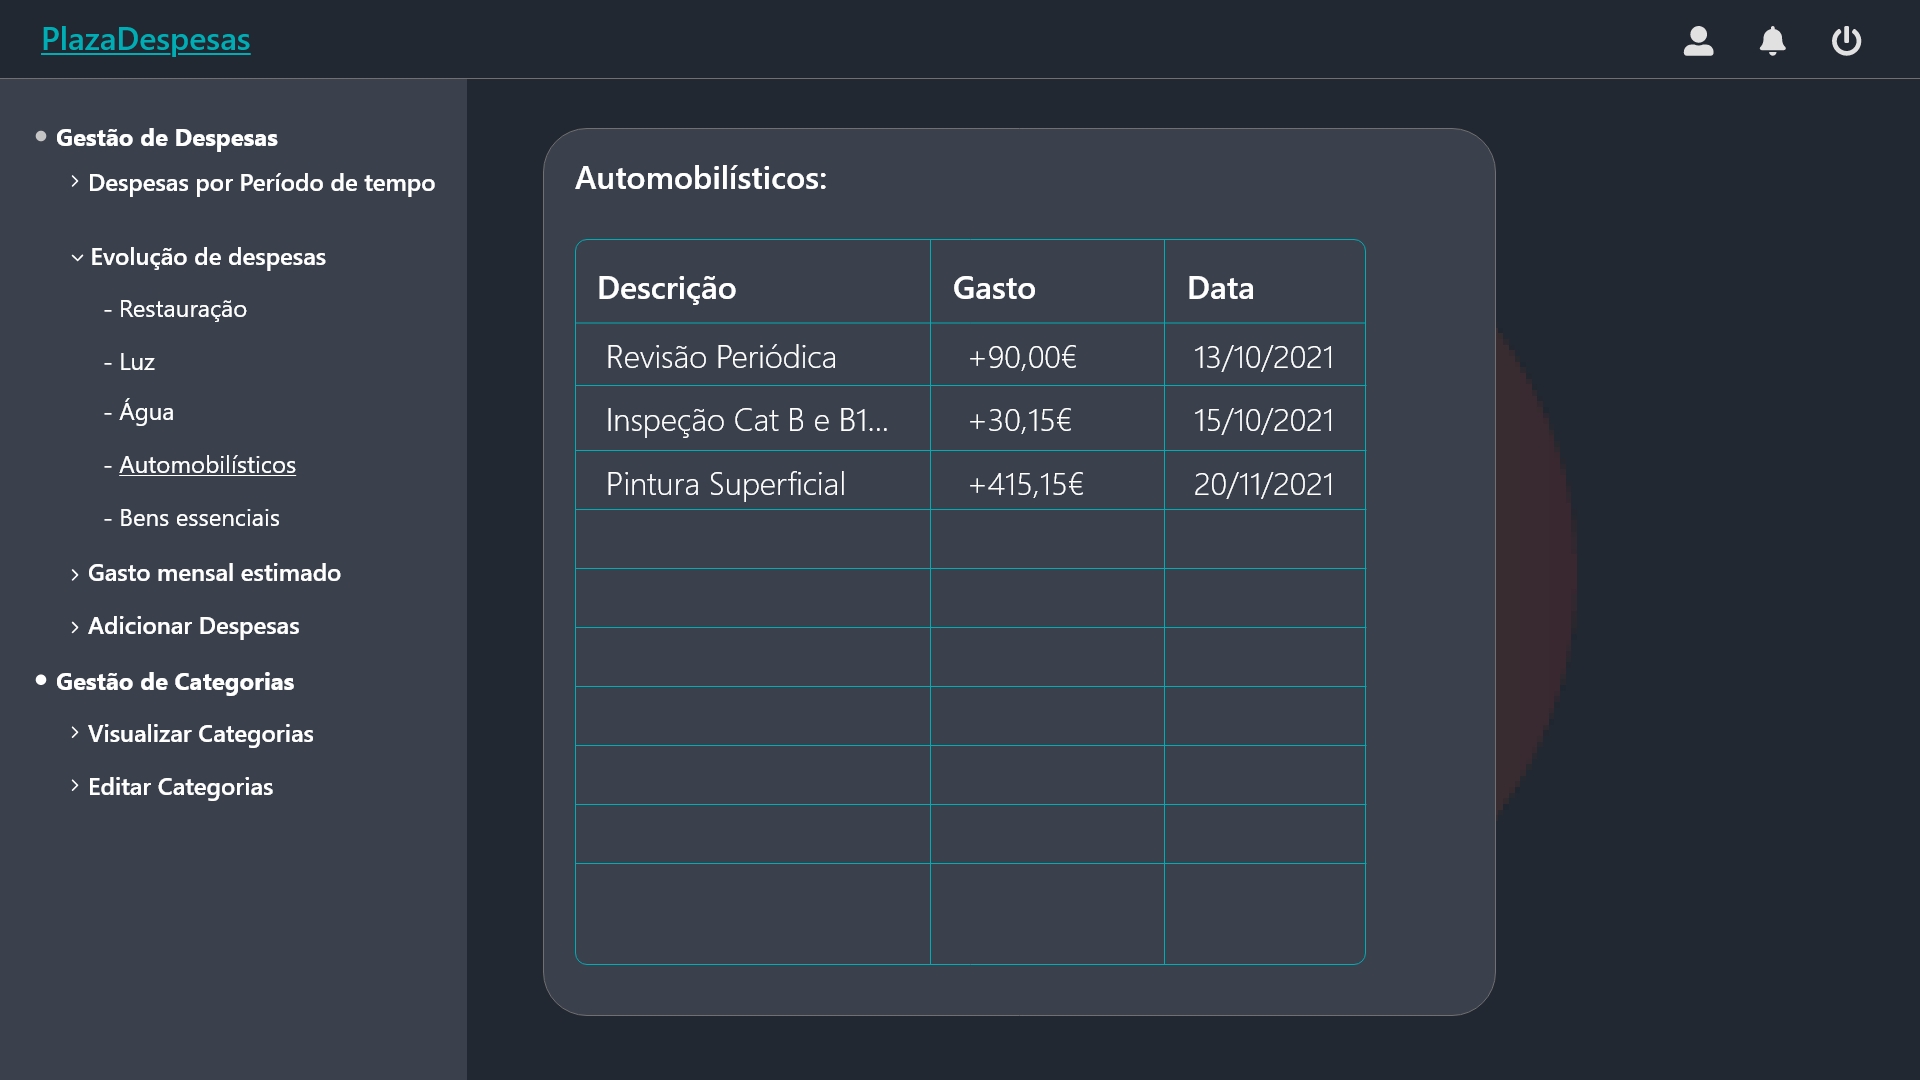 PlazaDespesas
Gestão de Despesas
Despesas por Período de tempo
Evolução de despesas
- Restauração
- Luz
- Água
- Automobilísticos
- Bens essenciais
Gasto mensal estimado
Adicionar Despesas
Gestão de Categorias
Visualizar Categorias
Editar Categorias
Automobilísticos:
Descrição Gasto Data
Revisão Periódica +90,00€ 13/10/2021
Inspeção Cat B e B1... +30,15€ 15/10/2021
Pintura Superficial +415,15€ 20/11/2021